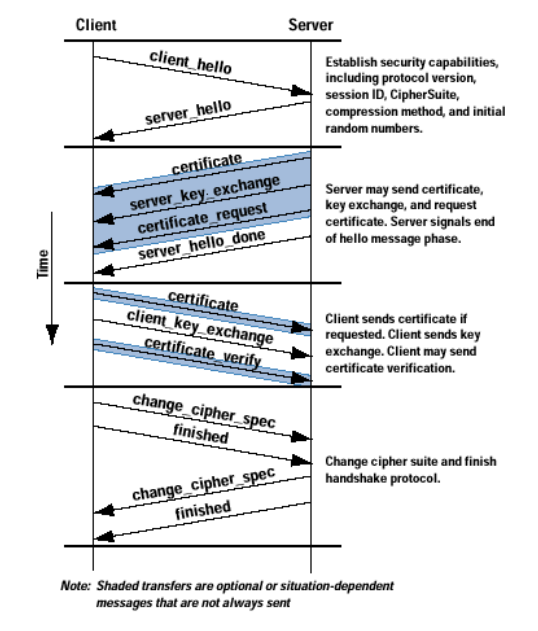 Client
Server
client_hello
server_hello
Establish security capabilities,
including protocol version,
session ID, CipherSuite,
compression method, and initial
random numbers.
certificate
server_key_exchange
certificate_request
server_hello_done
Server may send certificate,
key exchange, and request
certificate. Server signals end
of hello message phase.
Time
certificate
client_key_exchange
certificate_verify
Client sends certificate if
requested. Client sends key
exchange. Client may send
certificate verification.
change_cipher_spec
finished
change_cipher_spec
finished
Change cipher suite and finish
handshake protocol.
Note: Shaded transfers are optional or situation-dependent
messages that are not always sent